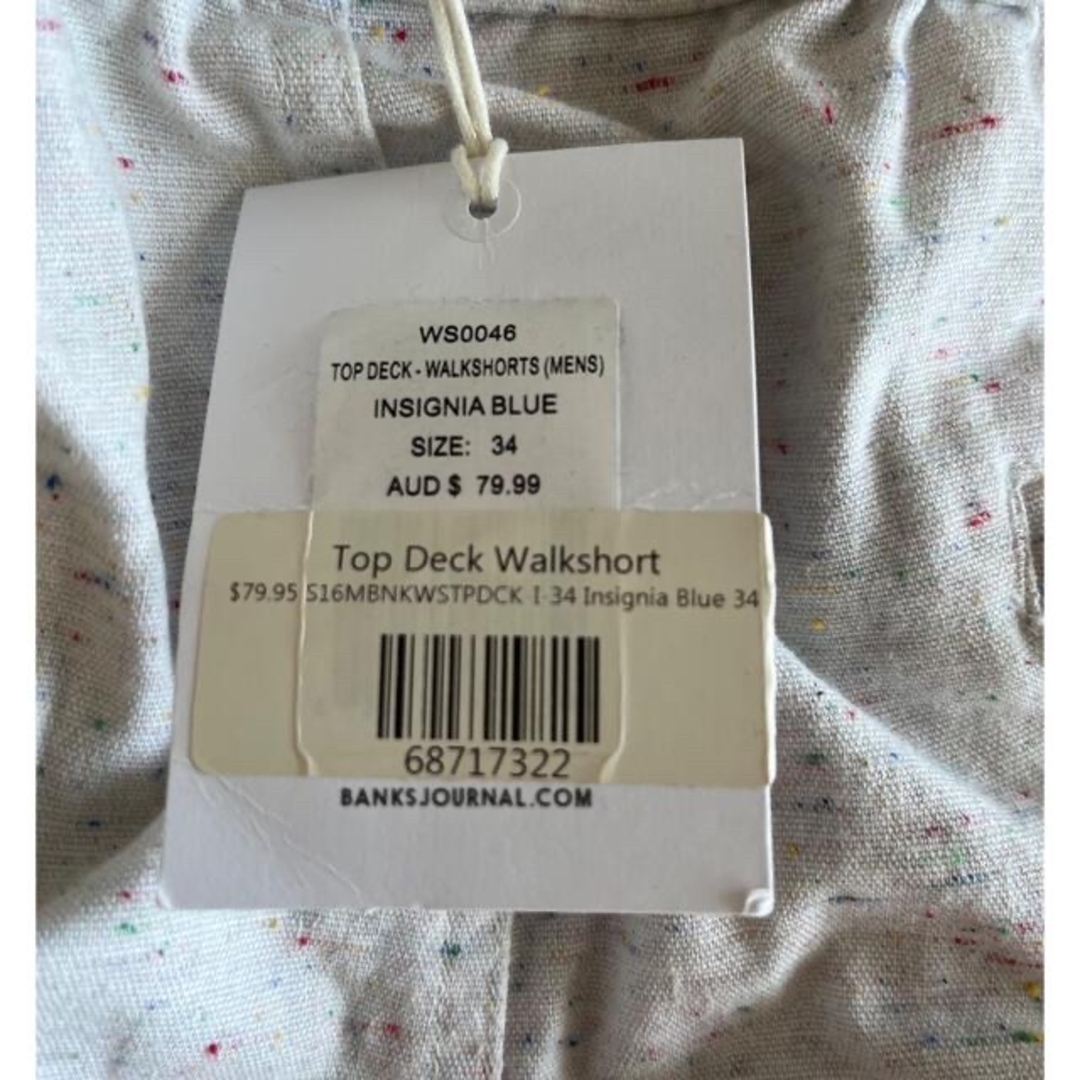 WS0046
TOP DECK - WALKSHORTS (MENS)
INSIGNIA BLUE
SIZE: 34
AUD $ 79.99
Top Deck Walkshort
$79.95 S16MBNKWSTPDCK I-34 Insignia Blue 34
68717322
BANKSJOURNAL.COM